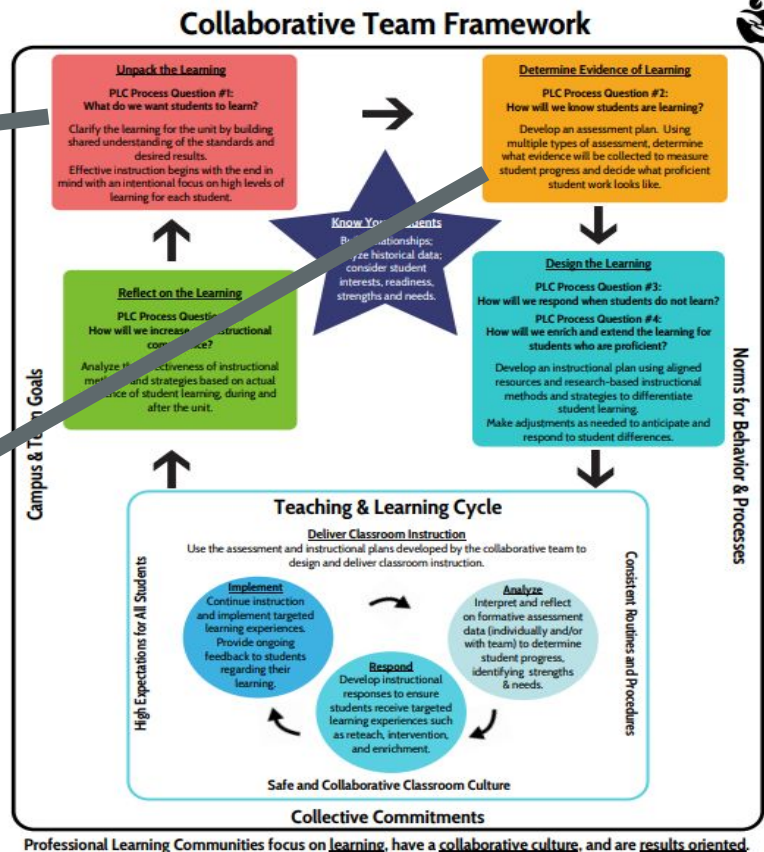 Collaborative Team Framework
Unpack the Learning
PLC Process Question #1:
What do we want students to learn?
Clarify the learning for the unit by building
shared understanding of the standards and
desired results.
Effective instruction begins with the end in
mind with an intentional focus on high levels of
learning for each student.
Determine Evidence of Learning
PLC Process Question #2:
How will we know students are learning?
Develop an assessment plan. Using
multiple types of assessment, determine
what evidence will be collected to measure
student progress and decide what proficient
student work looks like.
Know
relationships;
historical data;
consider student
interests, readiness,
strengths and needs.
Design the Learning
PLC Process Question #3:
How will we respond when students do not learn?
PLC Process Question #4:
How will we enrich and extend the learning for
students who are proficient?
Develop an instructional plan using aligned
resources and research-based instructional
methods and strategies to differentiate
student learning.
Make adjustments as needed to anticipate and
respond to student differences.
Reflect on the Learning
PLC Process Question
How will we increase instructional
Analyze effectiveness of instructional
and strategies based on actual
of student learning, during and
after the unit.
Campus & Team Goals
Norms for Behavior & Processes
Teaching & Learning Cycle
Deliver Classroom Instruction
Use the assessment and instructional plans developed by the collaborative team to
design and deliver classroom instruction.
High Expectations for All Students
Implement
Continue instruction
and implement targeted
learning experiences.
Provide ongoing
feedback to students
regarding their
learning.
Analyze
Interpret and reflect
on formative assessment
data (individually and/or
with team) to determine
student progress,
identifying strengths
& needs.
Respond
Develop instructional
responses to ensure
students receive targeted
learning experiences such
as reteach, intervention,
and enrichment.
Consistent Routines and Procedures
Safe and Collaborative Classroom Culture
Collective Commitments
Professional Learning Communities focus on learning, have a collaborative culture, and are results oriented.